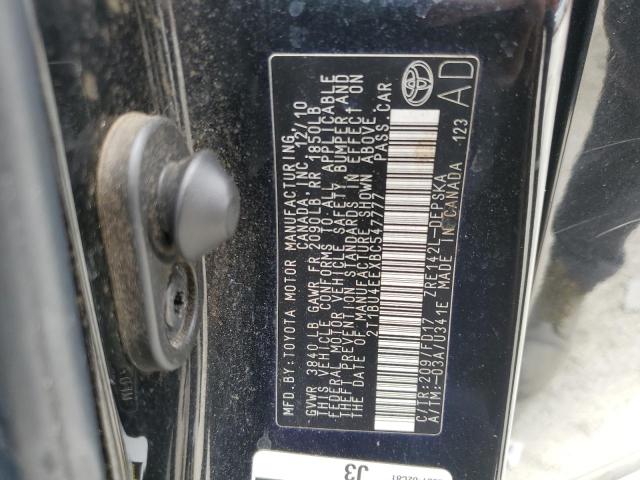 MFD.BY:TOYOTA MOTOR MANUFACTURING,
CANADA, INC. 12/10
GVWR 3840LB GAWR FR 2090LB RR 1850LB
THIS VEHICLE CONFORMS TO ALL APPLICABLE
FEDERAL MOTOR VEHICLE SAFETY, BUMPER, AND
THEFT PREVENTION STANDARDS IN EFFECT ON
THE DATE OF MANUFACTURE SHOWN ABOVE.
2T1BU4EEXBC547777 PASS.CAR
C/TR:209/FD17 ZRE142L-DEPSKA
A/TM:-03A/U341E MADE IN CANADA 123
AD
J3